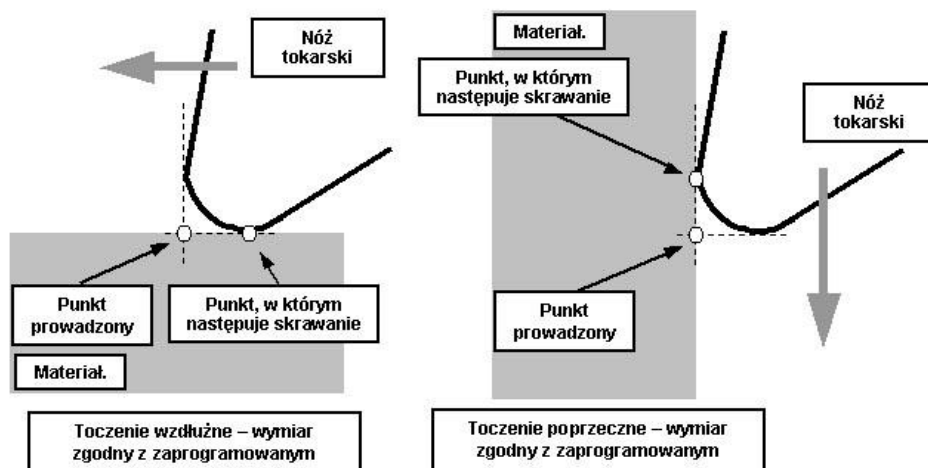 Nóż
tokarski
Punkt
prowadzony
Punkt, w którym
następuje skrawanie
Materiał.
Toczenie wzdłużne – wymiar
zgodny z zaprogramowanym
Materiał.
Punkt, w którym
następuje skrawanie
Nóż
tokarski
Punkt
prowadzony
Toczenie poprzeczne – wymiar
zgodny z zaprogramowanym